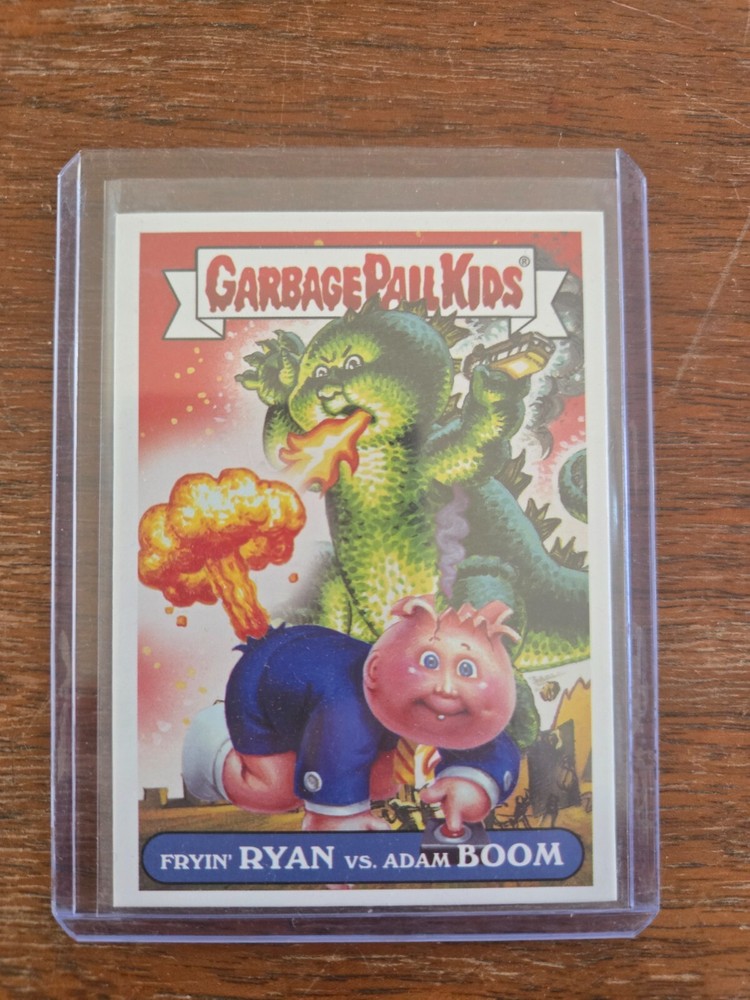 GARBAGE PAIL KIDS®
FRYIN' RYAN VS. ADAM BOOM